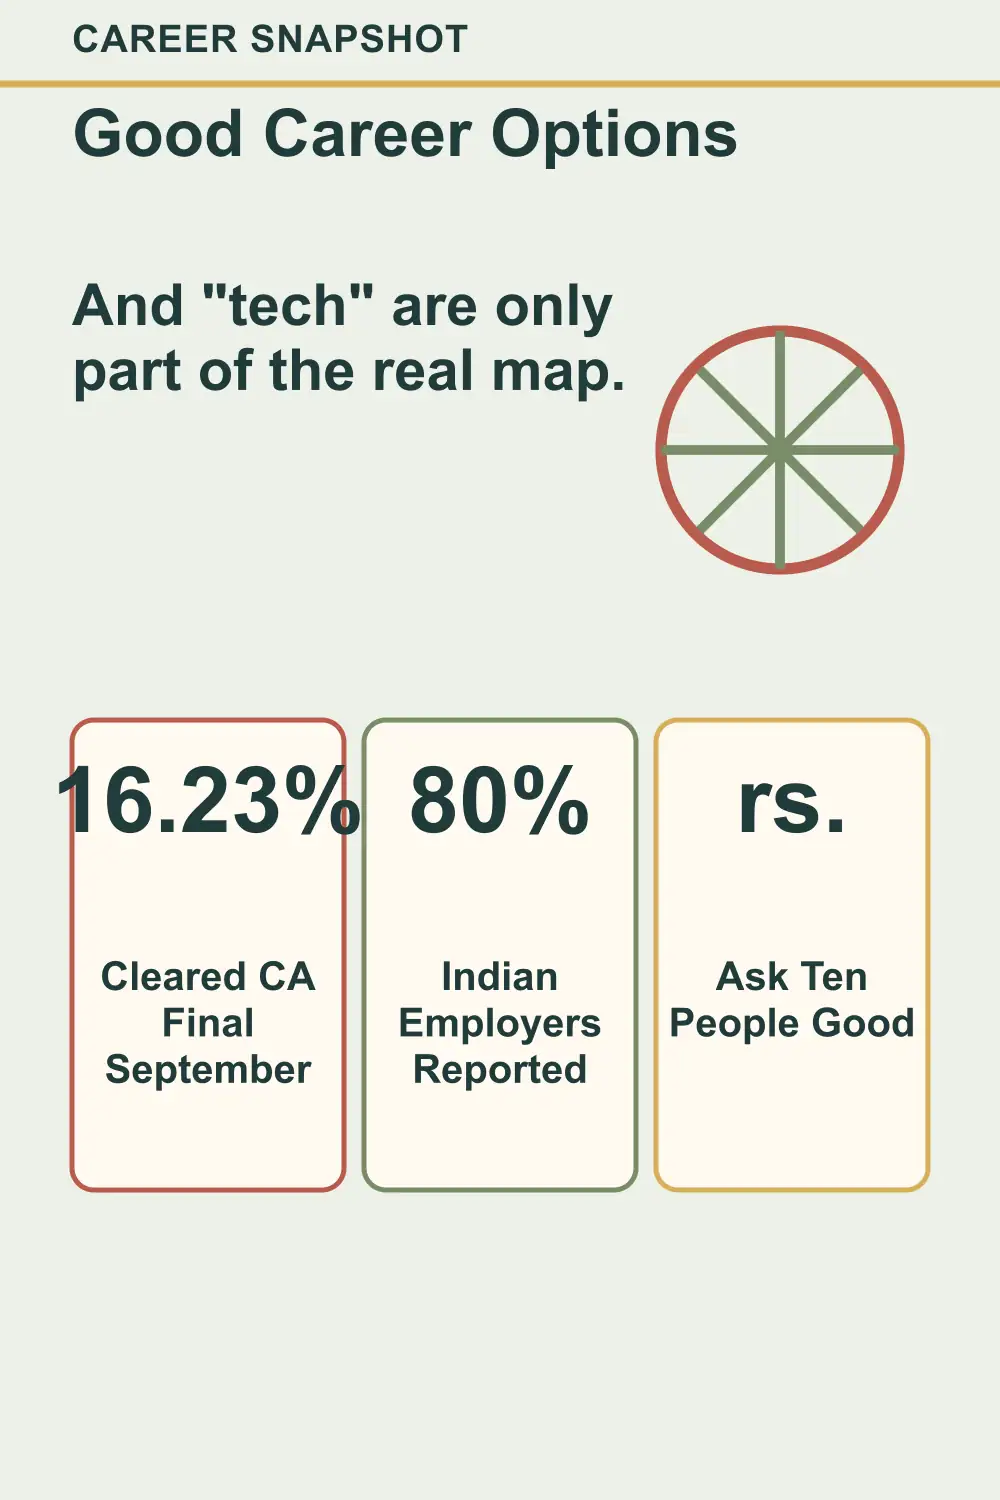 CAREER SNAPSHOT
Good Career Options
And "tech" are only
part of the real map.
16.23%
Cleared CA
Final
September
80%
Indian
Employers
Reported
rs.
Ask Ten
People Good